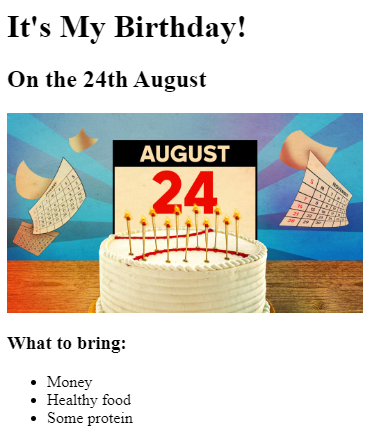 It's My Birthday!
On the 24th August
AUGUST
24
What to bring:
Money
Healthy food
Some protein